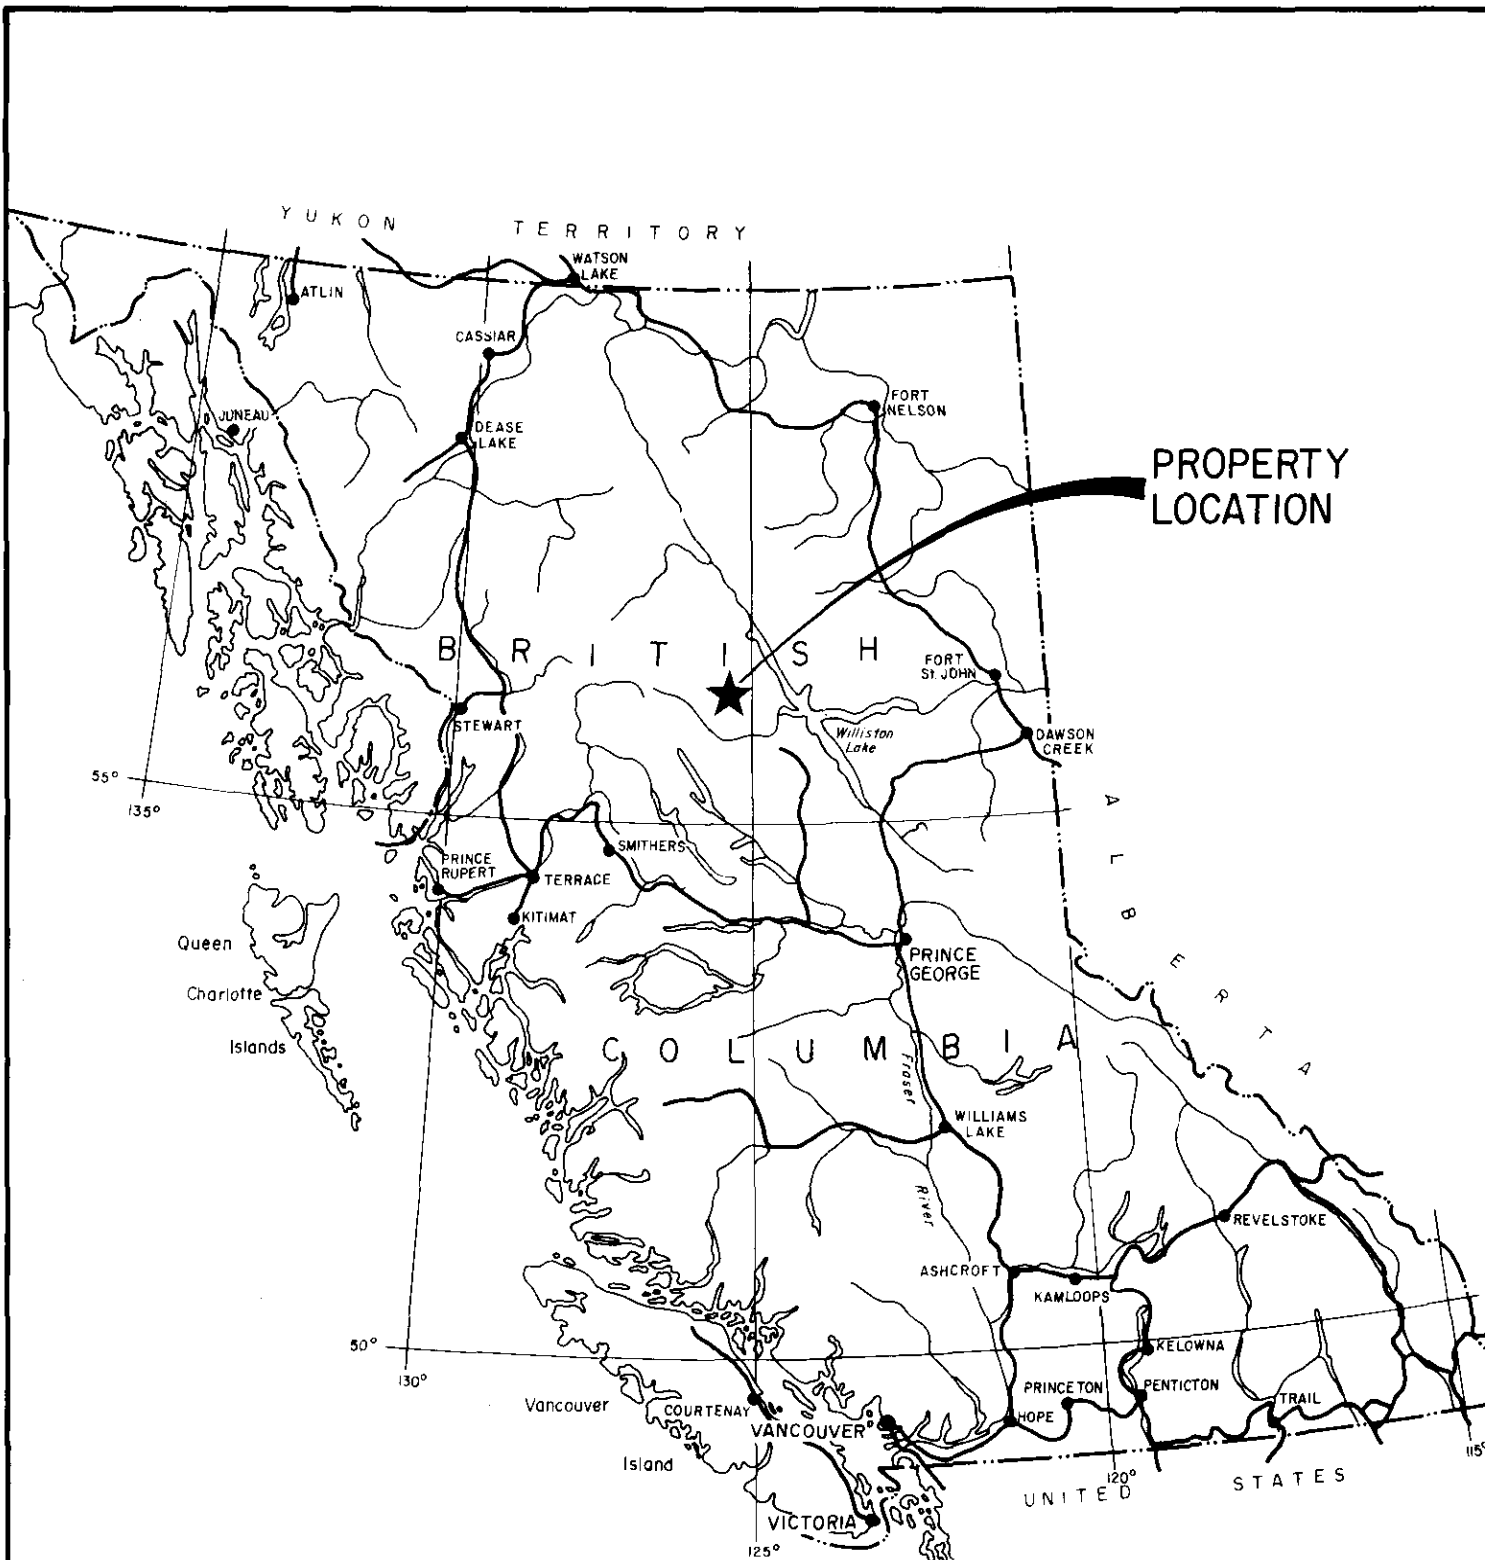 YUKON TERRITORY
WATSON
LAKE
ATLIN
CASSIAR
FORT
NELSON
JUNEAU
DEASE
LAKE
PROPERTY
LOCATION
BRITISH
FORT
St. JOHN
STEWART
Williston
Lake
DAWSON
CREEK
55°
135°
ALBERTA
SMITHERS
PRINCE
RUPERT
TERRACE
KITIMAT
Queen
Charlotte
Islands
PRINCE
GEORGE
COLUMBIA
Fraser
River
WILLIAMS
LAKE
REVELSTOKE
ASHCROFT
KAMLOOPS
50°
130°
KELOWNA
PRINCETON
PENTICTON
Vancouver
Island
COURTENAY
HOPE
TRAIL
VANCOUVER
115°
120°
UNITED STATES
VICTORIA
125°